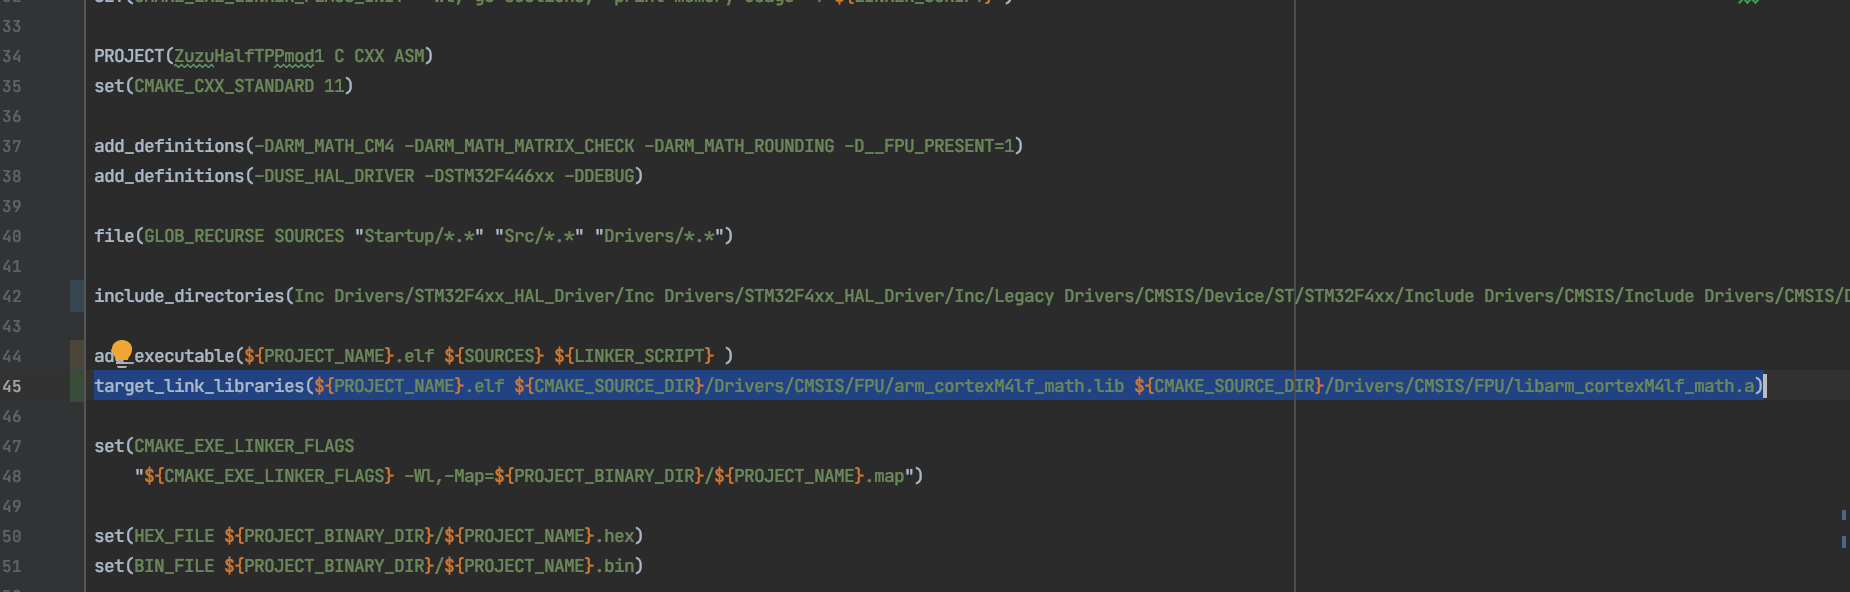 33
34 PROJECT(ZuzuHalfTPPmod1 C CXX ASM)
35 set(CMAKE_CXX_STANDARD 11)
36
37 add_definitions(-DARM_MATH_CM4 -DARM_MATH_MATRIX_CHECK -DARM_MATH_ROUNDING -D__FPU_PRESENT=1)
38 add_definitions(-DUSE_HAL_DRIVER -DSTM32F446xx -DDEBUG)
39
40 file(GLOB_RECURSE SOURCES "Startup/*.*" "Src/*.*" "Drivers/*.*")
41
42 include_directories(Inc Drivers/STM32F4xx_HAL_Driver/Inc Drivers/STM32F4xx_HAL_Driver/Inc/Legacy Drivers/CMSIS/Device/ST/STM32F4xx/Include Drivers/CMSIS/Include Drivers/CMSIS/
43
44 add_executable(${PROJECT_NAME}.elf ${SOURCES} ${LINKER_SCRIPT} )
45 target_link_libraries(${PROJECT_NAME}.elf ${CMAKE_SOURCE_DIR}/Drivers/CMSIS/FPU/arm_cortexM4lf_math.lib ${CMAKE_SOURCE_DIR}/Drivers/CMSIS/FPU/libarm_cortexM4lf_math.a)
46
47 set(CMAKE_EXE_LINKER_FLAGS
48 "${CMAKE_EXE_LINKER_FLAGS} -Wl,-Map=${PROJECT_BINARY_DIR}/${PROJECT_NAME}.map")
49
50 set(HEX_FILE ${PROJECT_BINARY_DIR}/${PROJECT_NAME}.hex)
51 set(BIN_FILE ${PROJECT_BINARY_DIR}/${PROJECT_NAME}.bin)